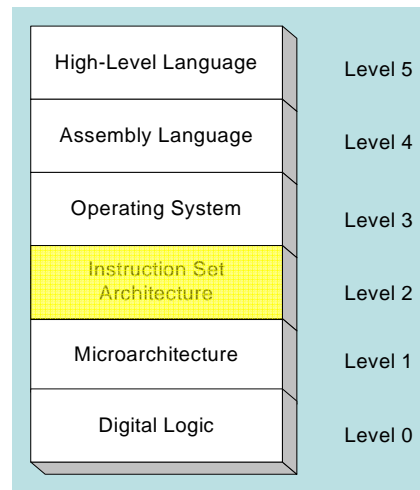 High-Level Language Level 5
Assembly Language Level 4
Operating System Level 3
Instruction Set
Architecture Level 2
Microarchitecture Level 1
Digital Logic Level 0